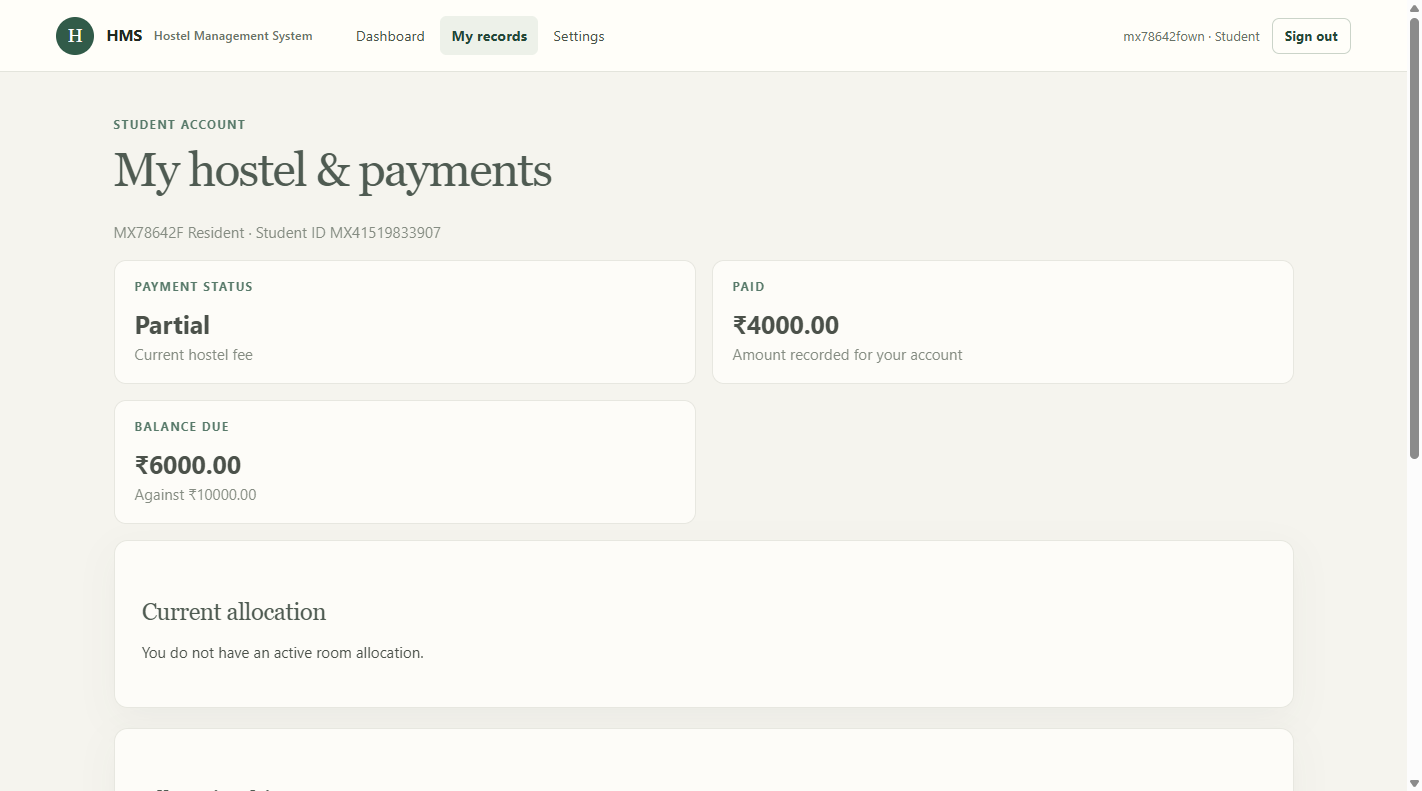 H HMS Hostel Management System Dashboard My records Settings mx78642fown · Student Sign out
STUDENT ACCOUNT
My hostel & payments
MX78642F Resident · Student ID MX41519833907
PAYMENT STATUS
Partial
Current hostel fee
PAID
₹4000.00
Amount recorded for your account
BALANCE DUE
₹6000.00
Against ₹10000.00
Current allocation
You do not have an active room allocation.